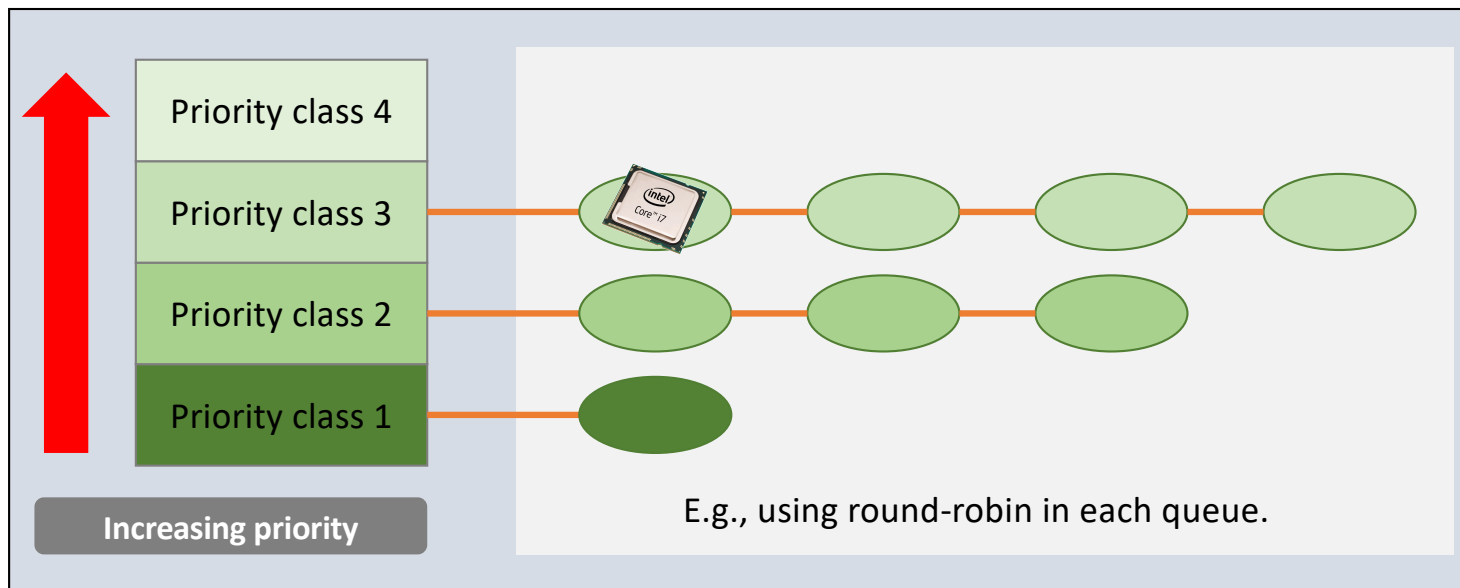 Priority class 4
Priority class 3
intel
Core™ i7
Priority class 2
Priority class 1
E.g., using round-robin in each queue.
Increasing priority